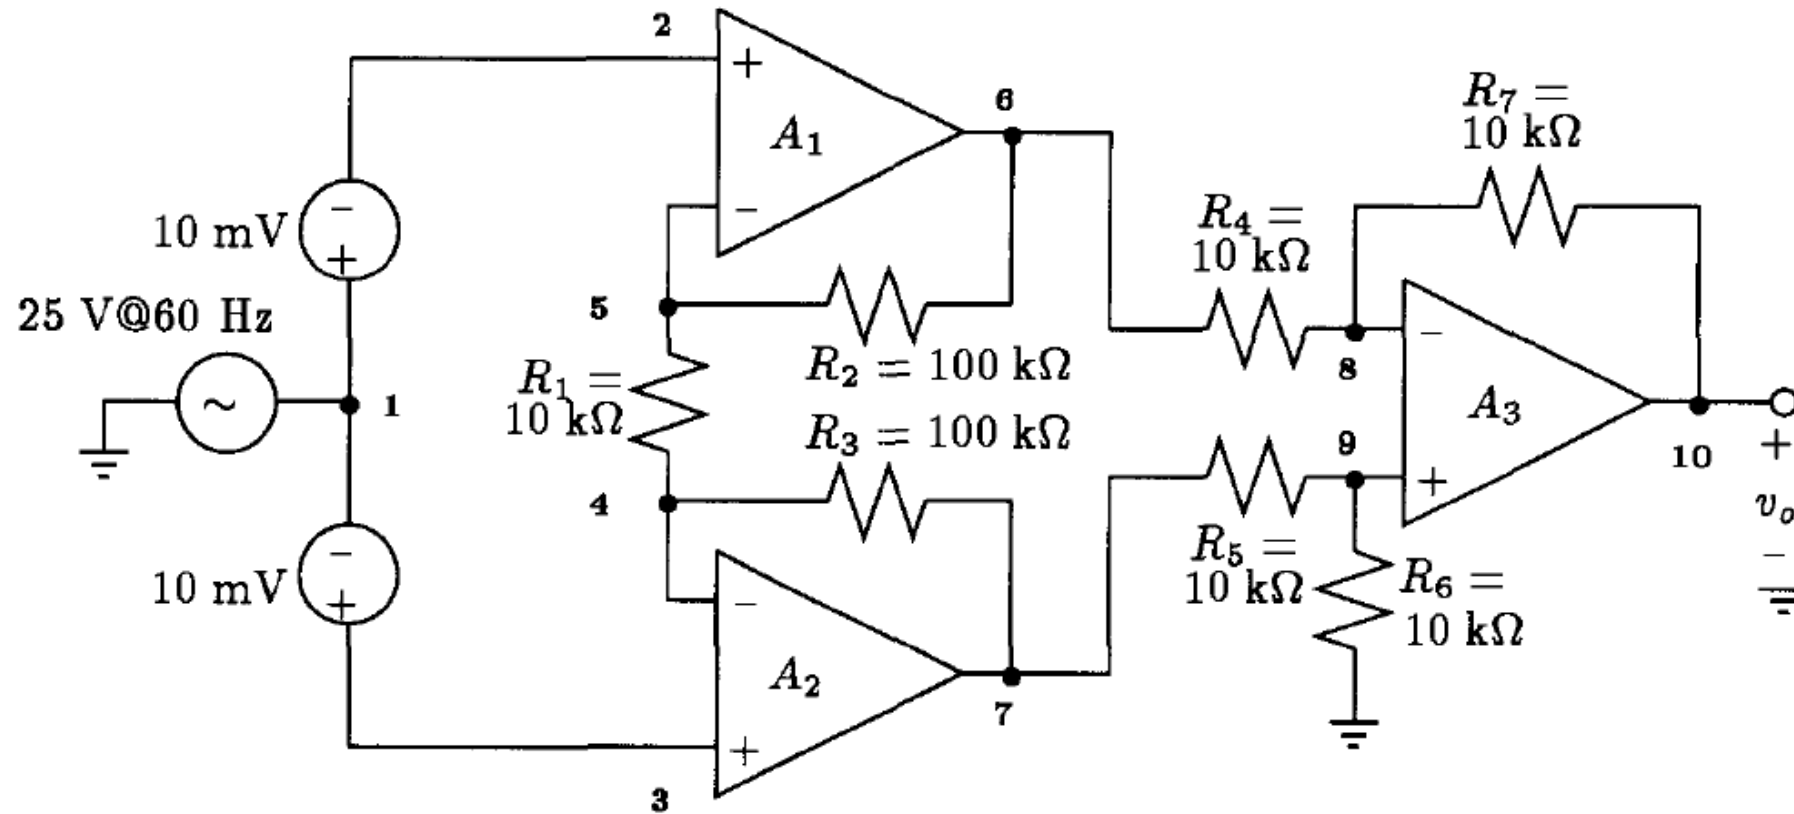 2
+
A₁
−
6
R₇ =
10 kΩ
10 mV
−
+
R₄ =
10 kΩ
25 V@60 Hz
5
R₂ = 100 kΩ
−
8
~
1
R₁ =
10 kΩ
A₃
R₃ = 100 kΩ
9
10
+
4
+
vₒ
−
10 mV
−
+
−
R₅ =
10 kΩ
R₆ =
10 kΩ
A₂
7
+
3